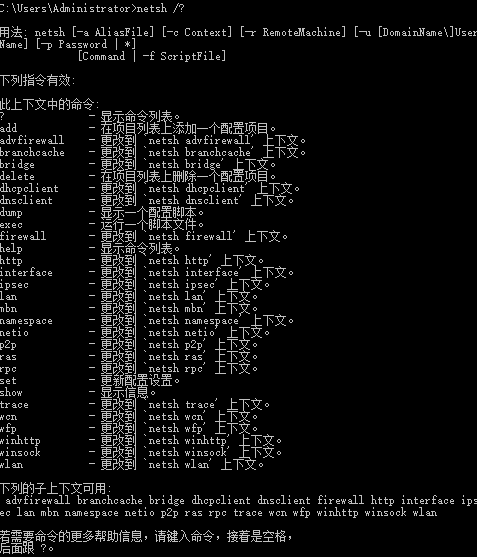 C:\Users\Administrator>netsh /?
用法: netsh [-a AliasFile] [-c Context] [-r RemoteMachine] [-u [DomainName\]User
Name] [-p Password | *]
[Command | -f ScriptFile]
下列指令有效:
此上下文中的命令:
? - 显示命令列表。
add - 在项目列表上添加一个配置项目。
advfirewall - 更改到 `netsh advfirewall' 上下文。
branchcache - 更改到 `netsh branchcache' 上下文。
bridge - 更改到 `netsh bridge' 上下文。
delete - 在项目列表上删除一个配置项目。
dhcpclient - 更改到 `netsh dhcpclient' 上下文。
dnsclient - 更改到 `netsh dnsclient' 上下文。
dump - 显示一个配置脚本。
exec - 运行一个脚本文件。
firewall - 更改到 `netsh firewall' 上下文。
help - 显示命令列表。
http - 更改到 `netsh http' 上下文。
interface - 更改到 `netsh interface' 上下文。
ipsec - 更改到 `netsh ipsec' 上下文。
lan - 更改到 `netsh lan' 上下文。
mbn - 更改到 `netsh mbn' 上下文。
namespace - 更改到 `netsh namespace' 上下文。
netio - 更改到 `netsh netio' 上下文。
p2p - 更改到 `netsh p2p' 上下文。
ras - 更改到 `netsh ras' 上下文。
rpc - 更改到 `netsh rpc' 上下文。
set - 更新配置设置。
show - 显示信息。
trace - 更改到 `netsh trace' 上下文。
wcn - 更改到 `netsh wcn' 上下文。
wfp - 更改到 `netsh wfp' 上下文。
winhttp - 更改到 `netsh winhttp' 上下文。
winsock - 更改到 `netsh winsock' 上下文。
wlan - 更改到 `netsh wlan' 上下文。
下列的子上下文可用:
advfirewall branchcache bridge dhcpclient dnsclient firewall http interface ips
ec lan mbn namespace netio p2p ras rpc trace wcn wfp winhttp winsock wlan
若需要命令的更多帮助信息，请键入命令，接着是空格，
后面跟 ?。